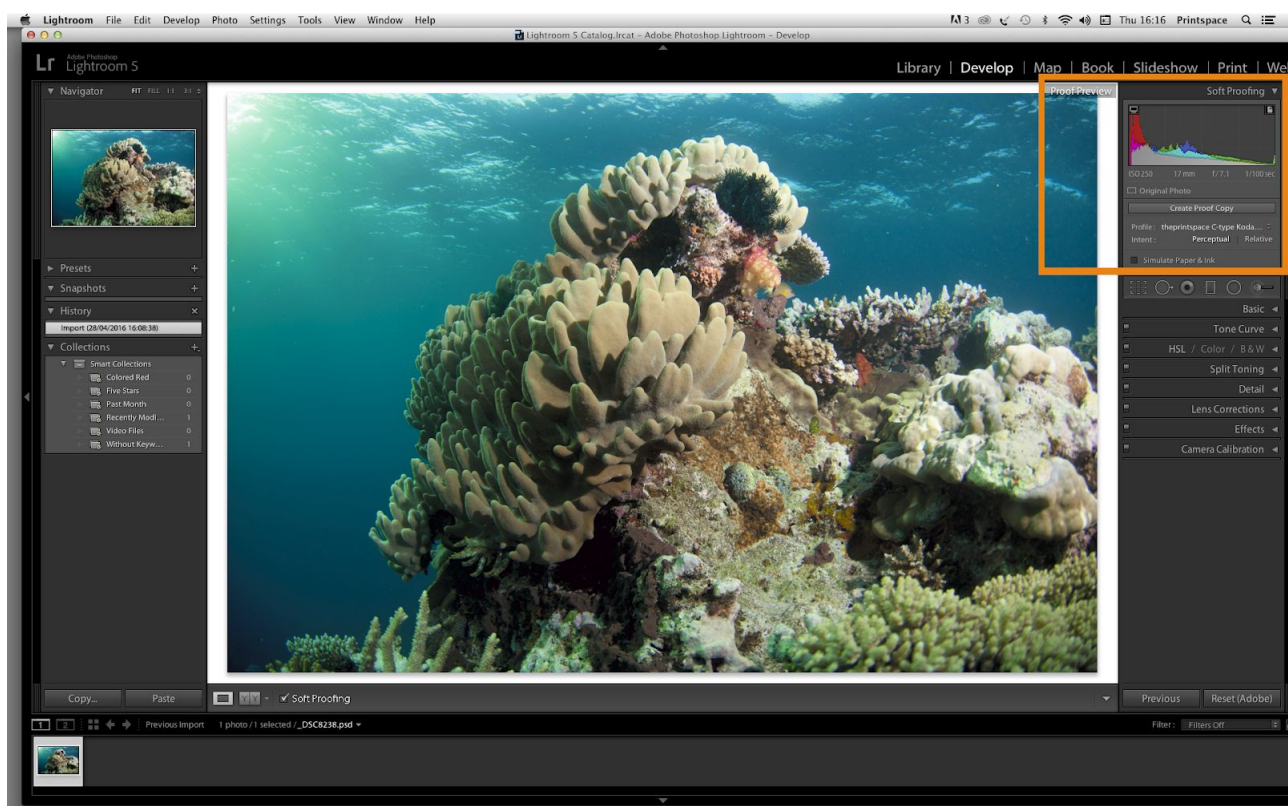 Lightroom File Edit Develop Photo Settings Tools View Window Help
3 Thu 16:16 Printspace
Lightroom 5 Catalog.lrcat – Adobe Photoshop Lightroom – Develop
Lr Adobe Photoshop
Lightroom 5
Library | Develop | Map | Book | Slideshow | Print | We
Navigator FIT FILL 1:1 3:1
Proof Preview
Soft Proofing
ISO 250 17 mm f/7.1 1/100 sec
Original Photo
Create Proof Copy
Profile : theprintspace C-type Koda...
Intent : Perceptual | Relative
Simulate Paper & Ink
Presets +
Snapshots +
History ×
Import (28/04/2016 16:08:38)
Collections +
Smart Collections
Colored Red 0
Five Stars 0
Past Month 0
Recently Modi... 1
Video Files 0
Without Keyw... 1
Basic
Tone Curve
HSL / Color / B & W
Split Toning
Detail
Lens Corrections
Effects
Camera Calibration
Copy... Paste
Y Y Soft Proofing
Previous Reset (Adobe)
1 2 Previous Import 1 photo / 1 selected / _DSC8238.psd
Filter : Filters Off